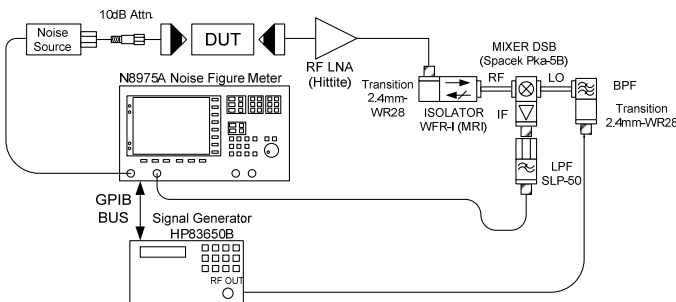 Noise
Source
10dB Attn.
DUT
RF LNA
(Hittite)
MIXER DSB
(Spacek Pka-5B)
RF
LO
IF
BPF
Transition
2.4mm-WR28
Transition
2.4mm-
WR28
ISOLATOR
WFR-I (MRI)
LPF
SLP-50
N8975A Noise Figure Meter
GPIB
BUS
Signal Generator
HP83650B
RF OUT